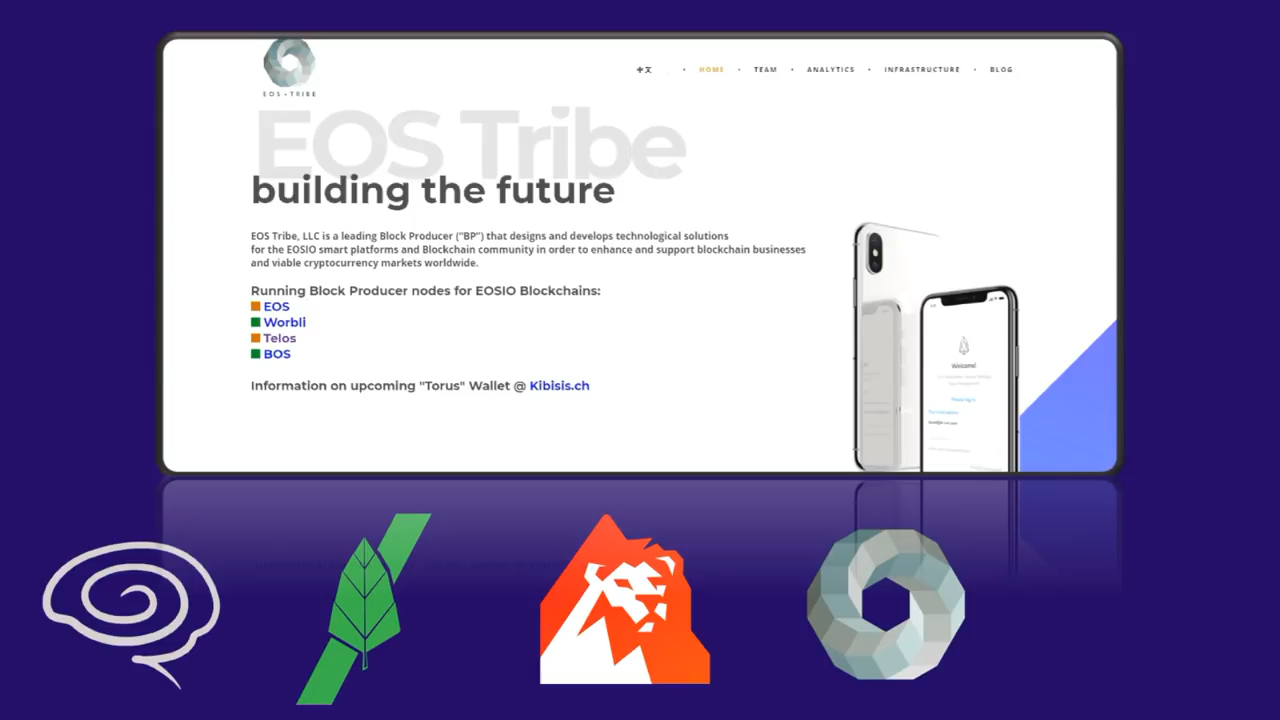 EOS•TRIBE
中文 • HOME • TEAM • ANALYTICS • INFRASTRUCTURE • BLOG
EOS Tribe
building the future
EOS Tribe, LLC is a leading Block Producer ("BP") that designs and develops technological solutions
for the EOSIO smart platforms and Blockchain community in order to enhance and support blockchain businesses
and viable cryptocurrency markets worldwide.
Running Block Producer nodes for EOSIO Blockchains:
EOS
Worbli
Telos
BOS
Information on upcoming "Torus" Wallet @ Kibisis.ch
Welcome!